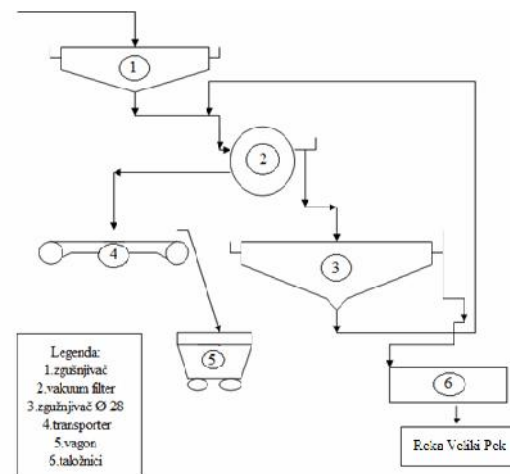 1
2
3
4
5
6
Legenda:
1.zgušnjivač
2.vakuum filter
3.zgužnjivač Ø 28
4.transporter
5.vagon
6.taložnici
Reka Veliki Pek